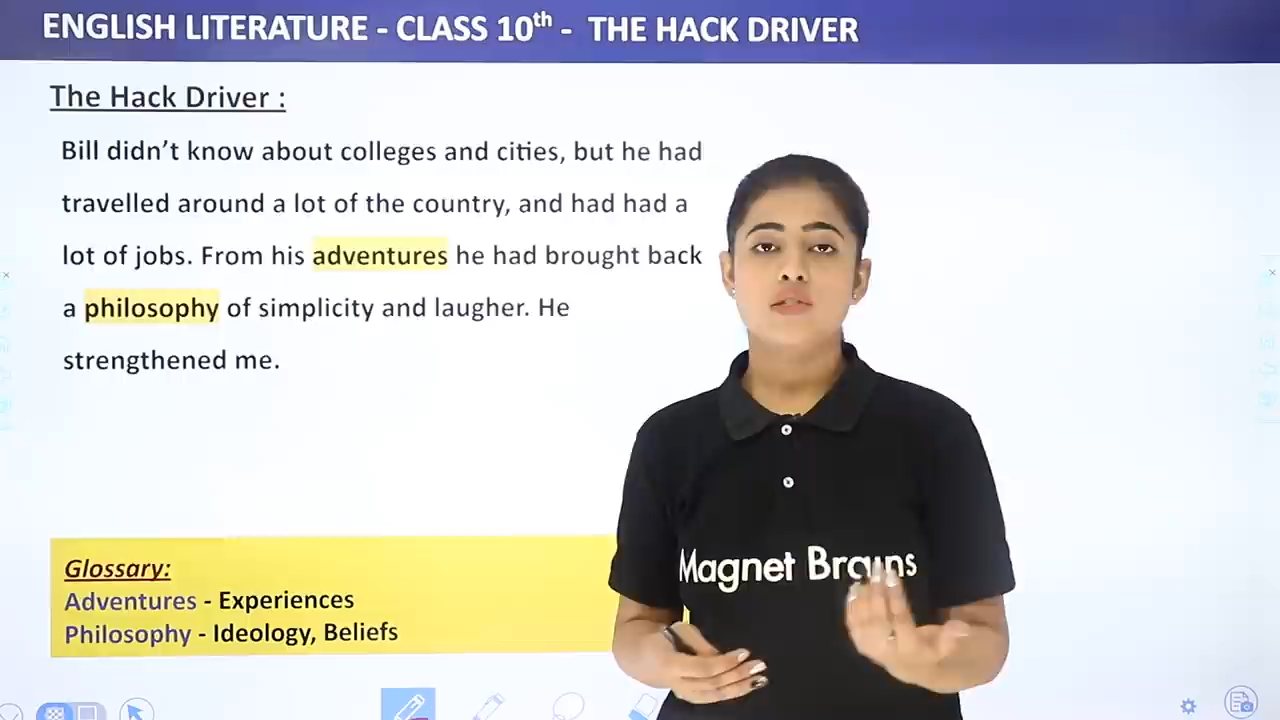 ENGLISH LITERATURE - CLASS 10th - THE HACK DRIVER
The Hack Driver :
Bill didn't know about colleges and cities, but he had
travelled around a lot of the country, and had had a
lot of jobs. From his adventures he had brought back
a philosophy of simplicity and laugher. He
strengthened me.
Magnet Brains
Glossary:
Adventures - Experiences
Philosophy - Ideology, Beliefs